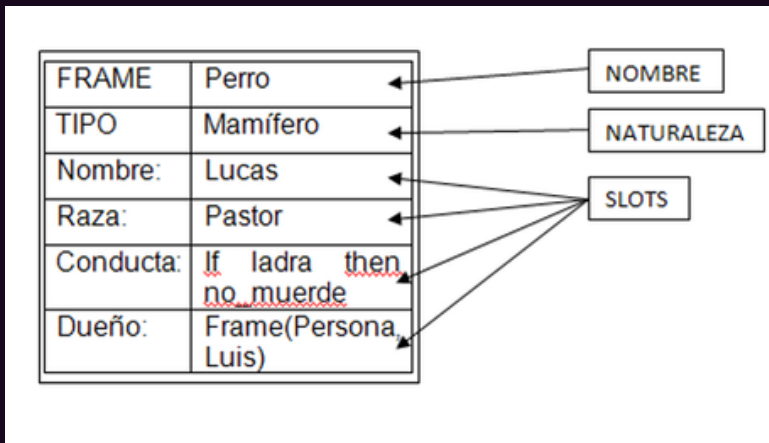 FRAME Perro
TIPO Mamífero
Nombre: Lucas
Raza: Pastor
Conducta: If ladra then
no_muerde
Dueño: Frame(Persona,
Luis)
NOMBRE
NATURALEZA
SLOTS